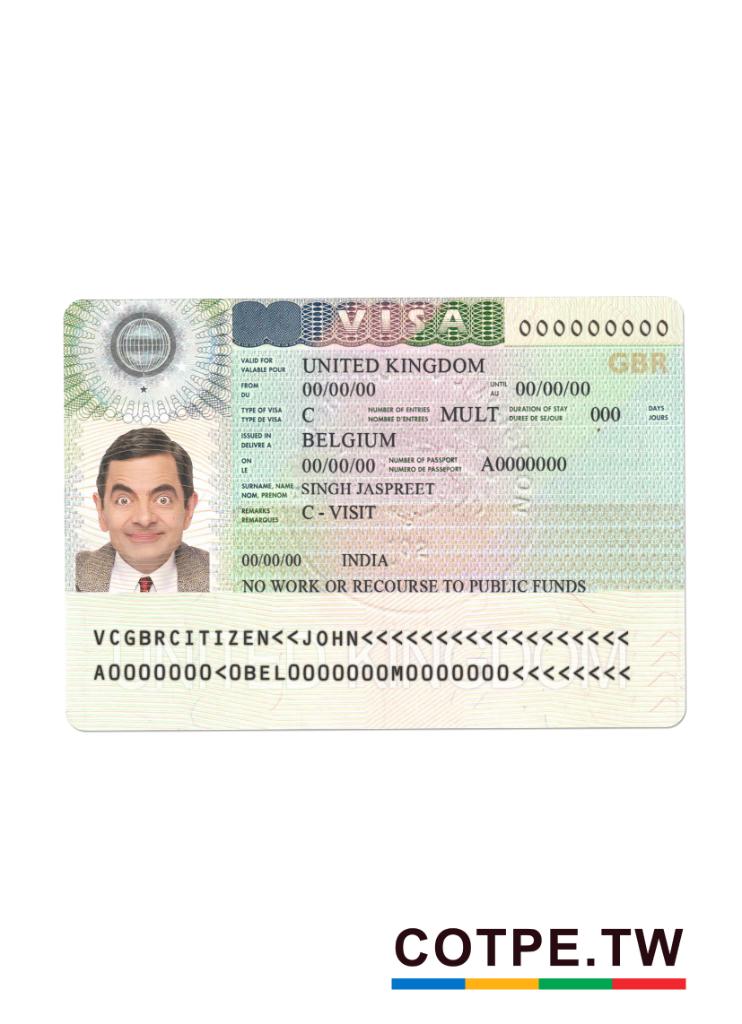 VISA
000000000
VALID FOR
VALABLE POUR
UNITED KINGDOM
GBR
FROM
DU
00/00/00
UNTIL
AU
00/00/00
TYPE OF VISA
TYPE DE VISA
C
NUMBER OF ENTRIES
NOMBRE D'ENTREES
MULT
DURATION OF STAY
DUREE DE SEJOUR
000
DAYS
JOURS
ISSUED IN
DELIVRE A
BELGIUM
ON
LE
00/00/00
NUMBER OF PASSPORT
NUMERO DE PASSEPORT
A0000000
SURNAME, NAME
NOM, PRENOM
SINGH JASPREET
REMARKS
REMARQUES
C - VISIT
00/00/00 INDIA
NO WORK OR RECOURSE TO PUBLIC FUNDS
UNITED KINGDOM
VCGBRCITIZEN<<JOHN<<<<<<<<<<<<<<<<<<
A0000000<0BEL0000000M0000000<<<<<<<<
COTPE.TW